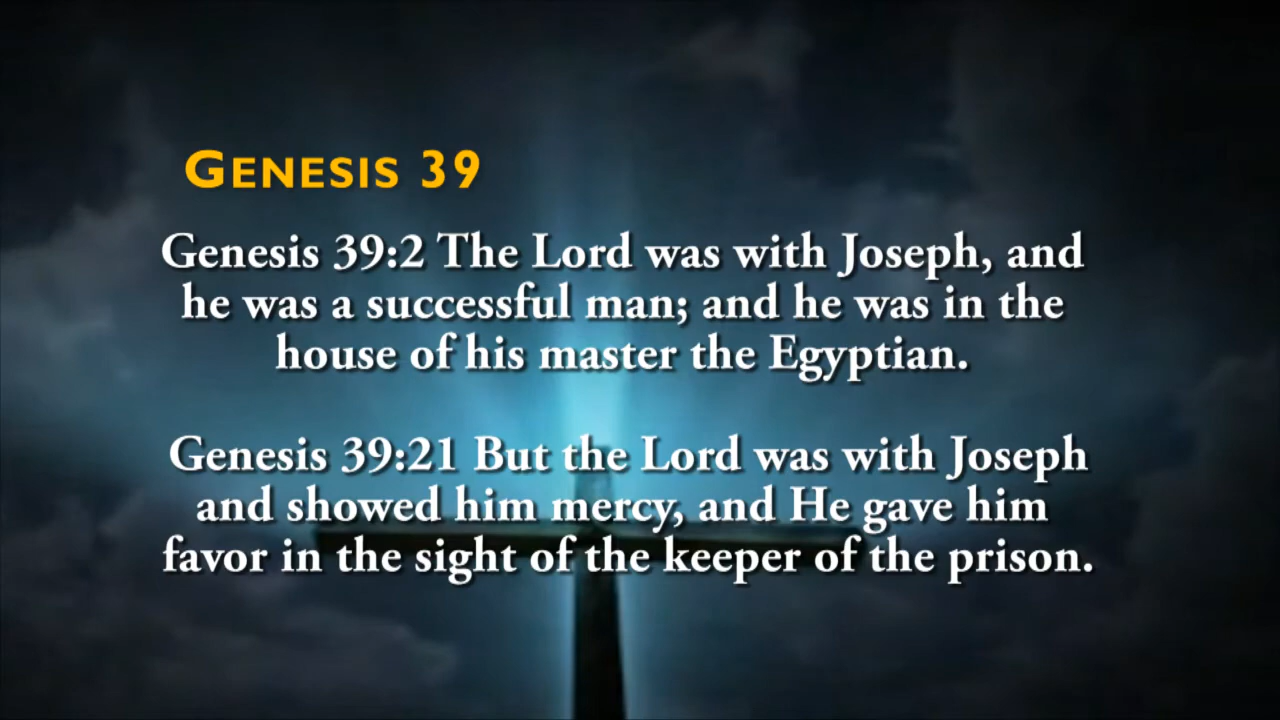 GENESIS 39
Genesis 39:2 The Lord was with Joseph, and
he was a successful man; and he was in the
house of his master the Egyptian.
Genesis 39:21 But the Lord was with Joseph
and showed him mercy, and He gave him
favor in the sight of the keeper of the prison.